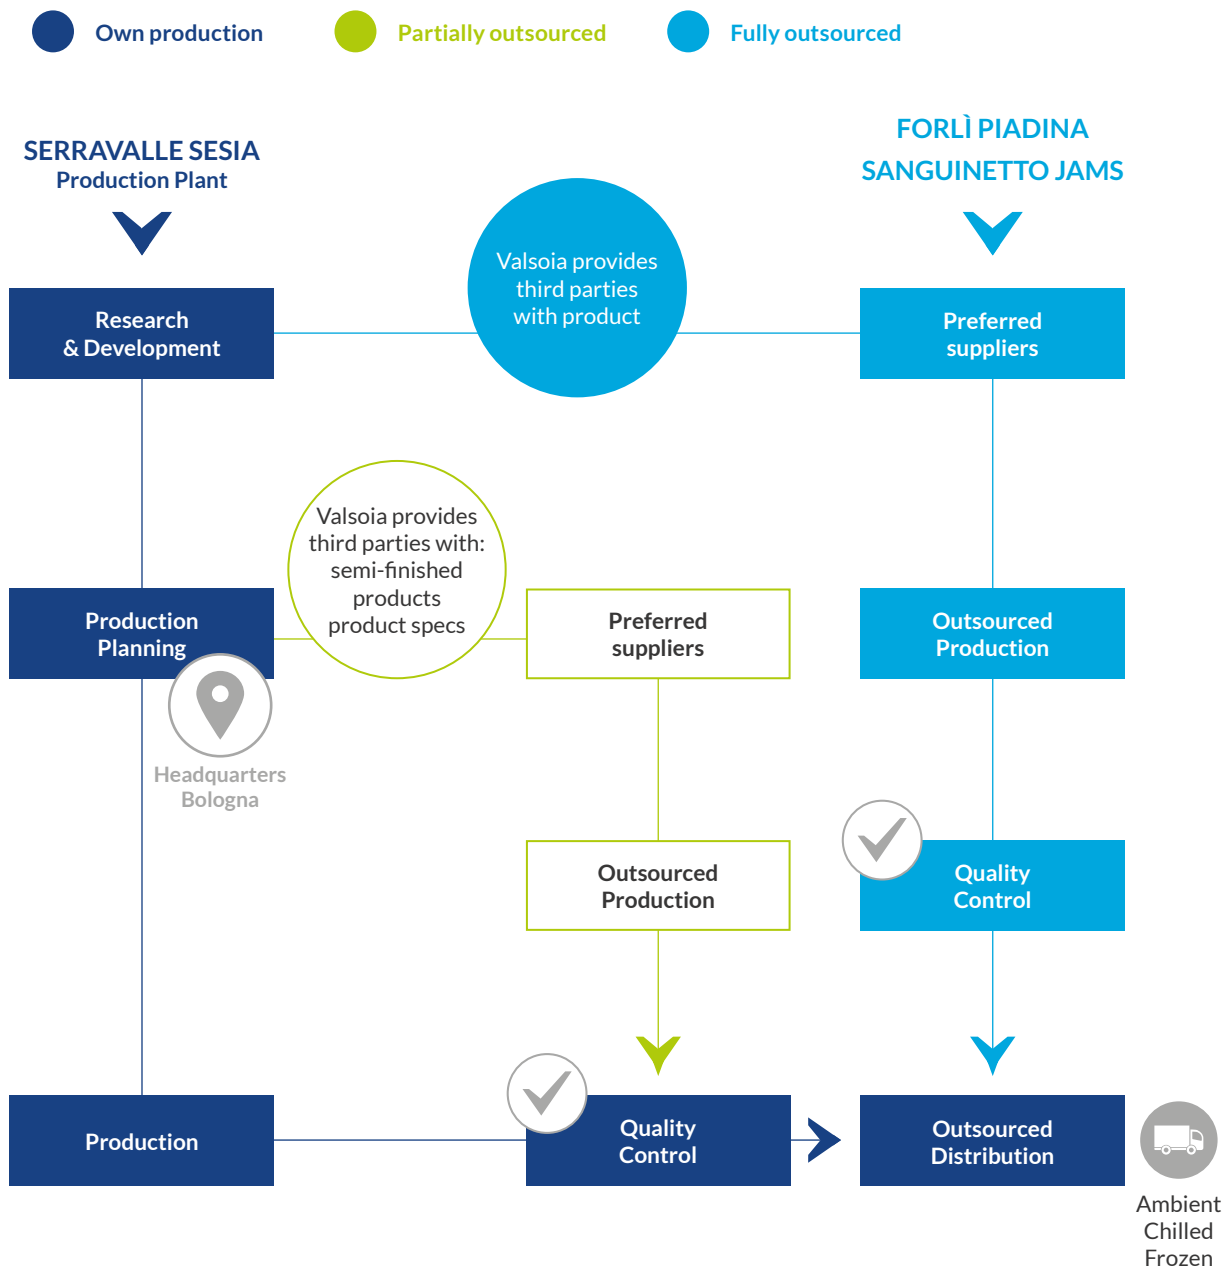 Own production
Partially outsourced
Fully outsourced
SERRAVALLE SESIA
Production Plant
FORLÌ PIADINA
SANGUINETTO JAMS
Research
& Development
Valsoia provides
third parties
with product
Preferred
suppliers
Valsoia provides
third parties with:
semi-finished
products
product specs
Production
Planning
Preferred
suppliers
Outsourced
Production
Headquarters
Bologna
Outsourced
Production
Quality
Control
Production
Quality
Control
Outsourced
Distribution
Ambient
Chilled
Frozen